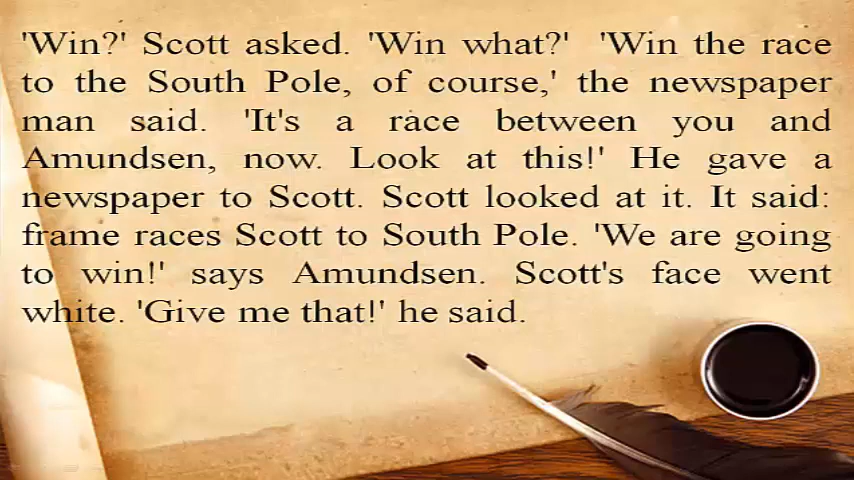 'Win?' Scott asked. 'Win what?' 'Win the race
to the South Pole, of course,' the newspaper
man said. 'It's a race between you and
Amundsen, now. Look at this!' He gave a
newspaper to Scott. Scott looked at it. It said:
frame races Scott to South Pole. 'We are going
to win!' says Amundsen. Scott's face went
white. 'Give me that!' he said.